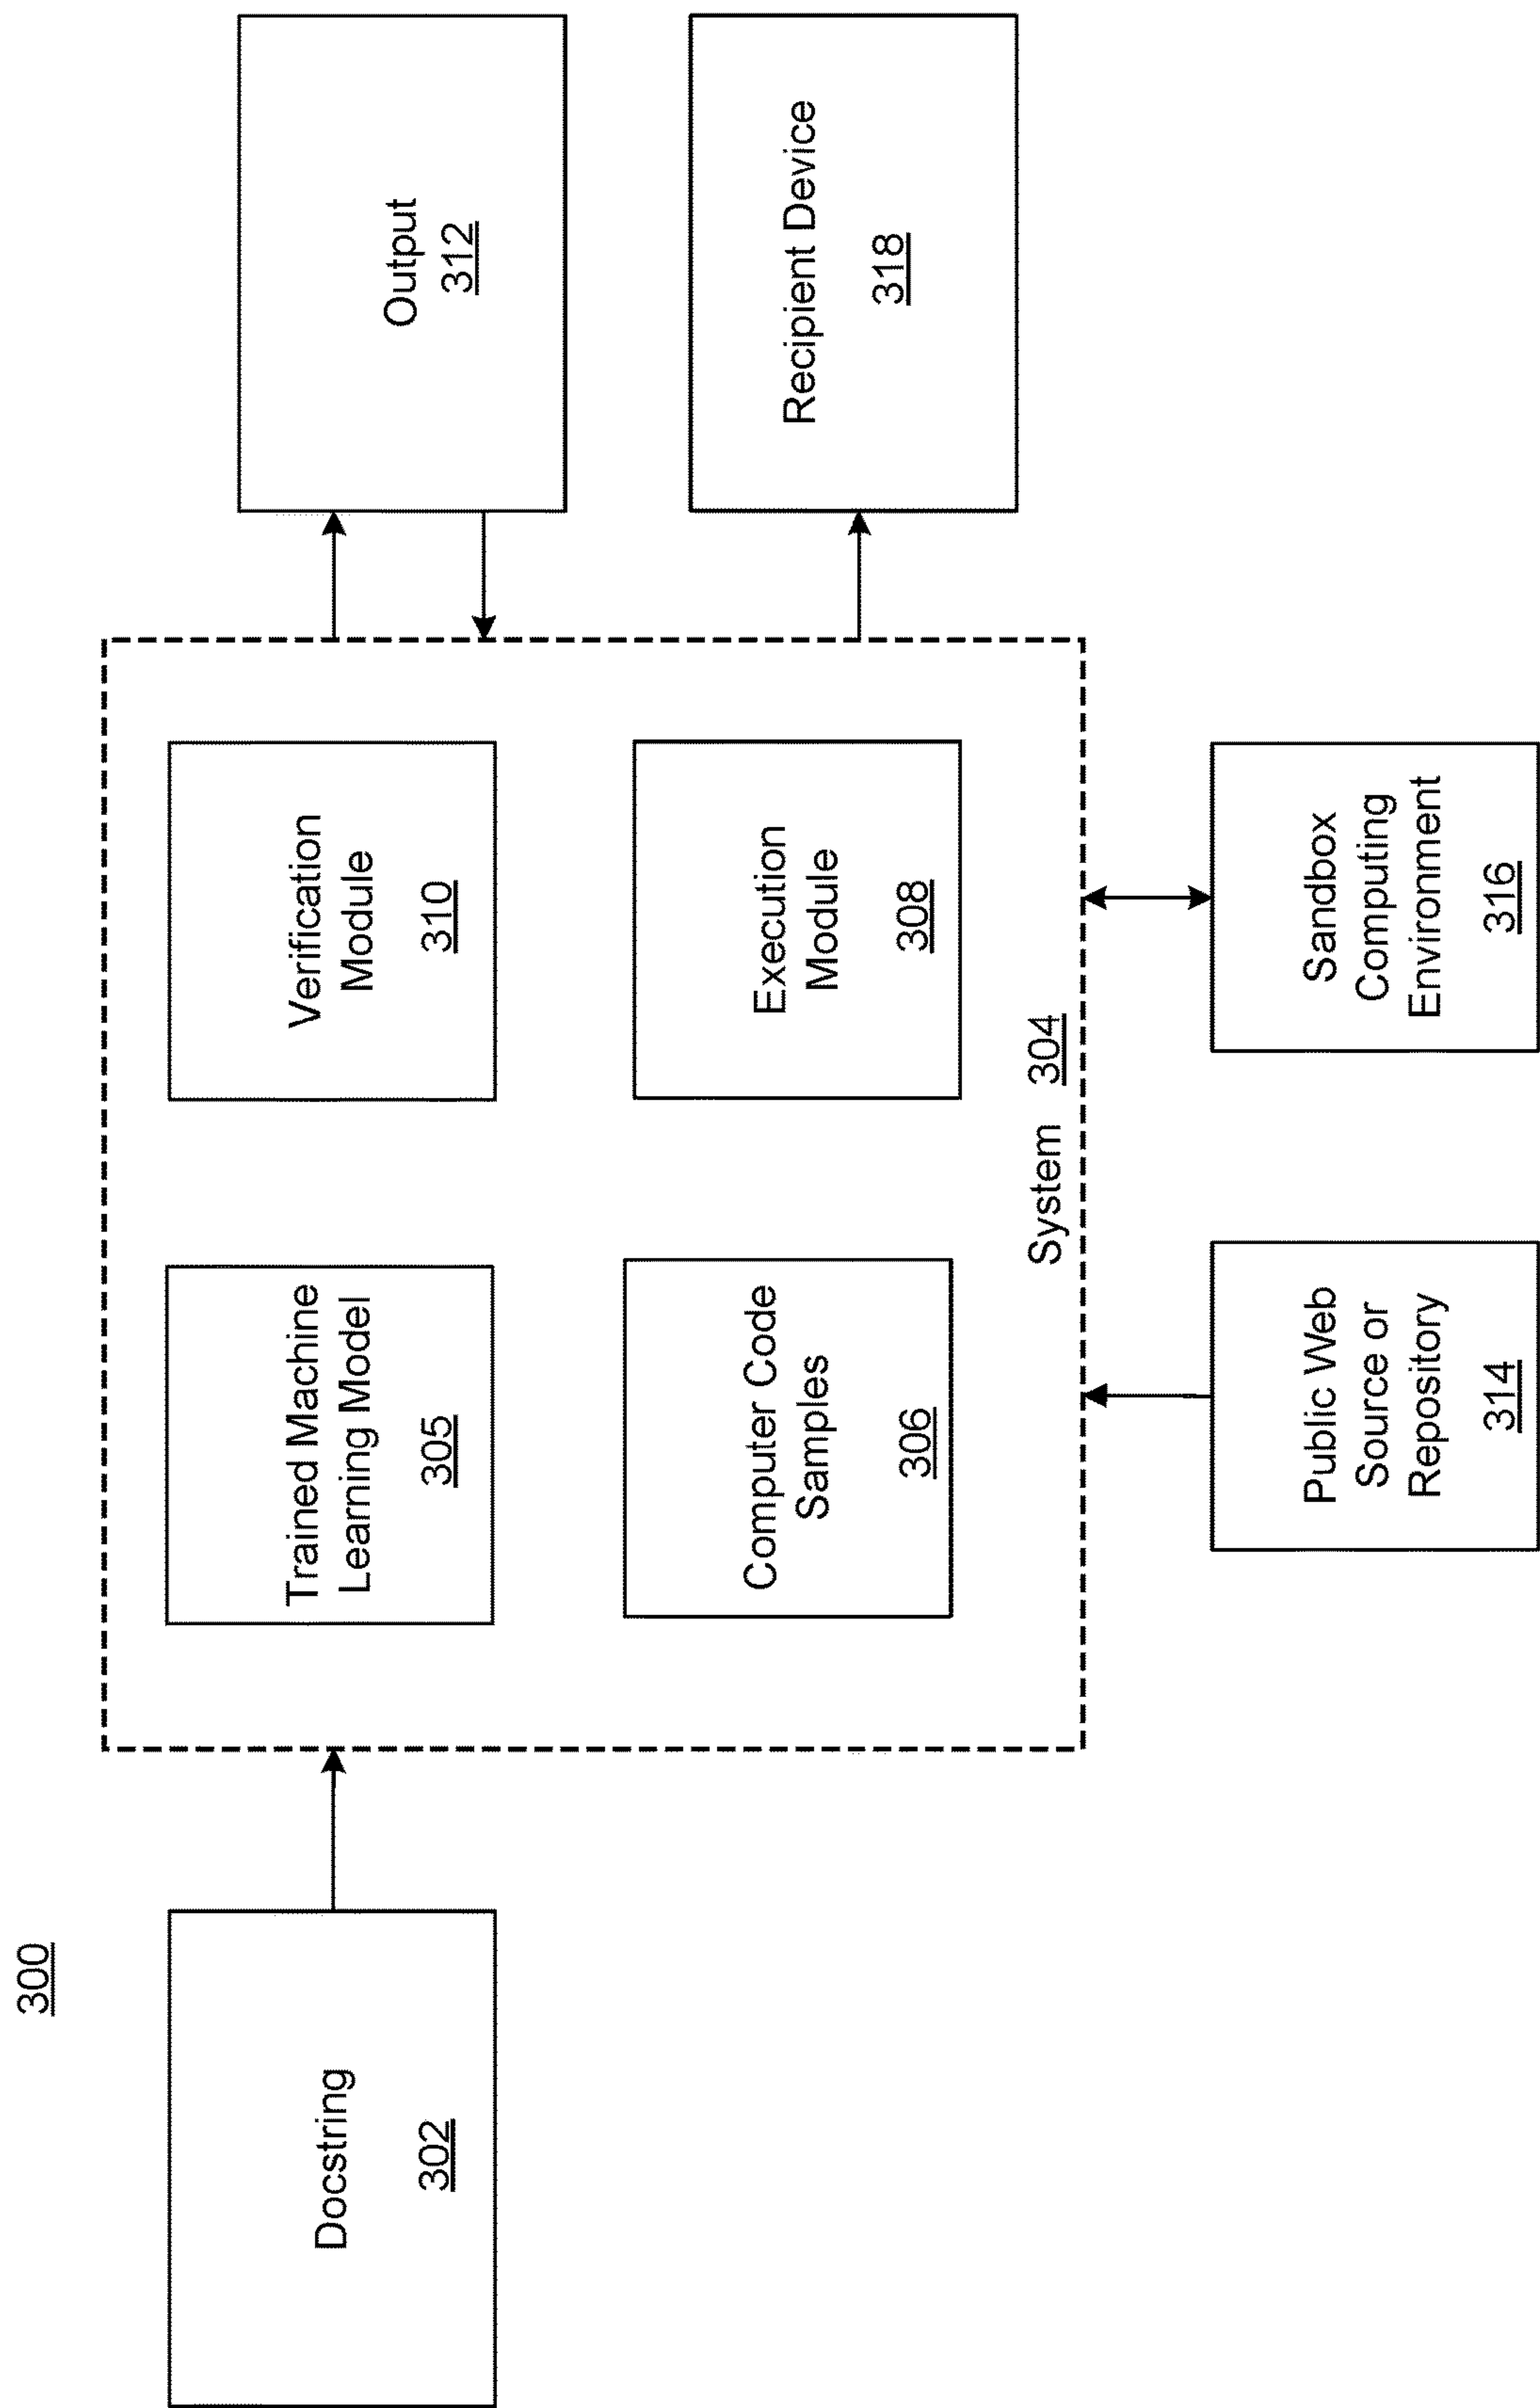 300
Docstring
302
Trained Machine
Learning Model
305
Verification
Module
310
Computer Code
Samples
306
Execution
Module
308
System 304
Output
312
Recipient Device
318
Public Web
Source or
Repository
314
Sandbox
Computing
Environment
316